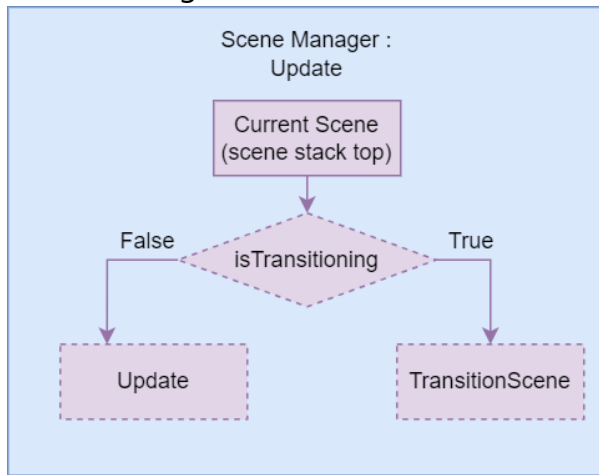 Scene Manager :
Update
Current Scene
(scene stack top)
False
True
isTransitioning
Update
TransitionScene